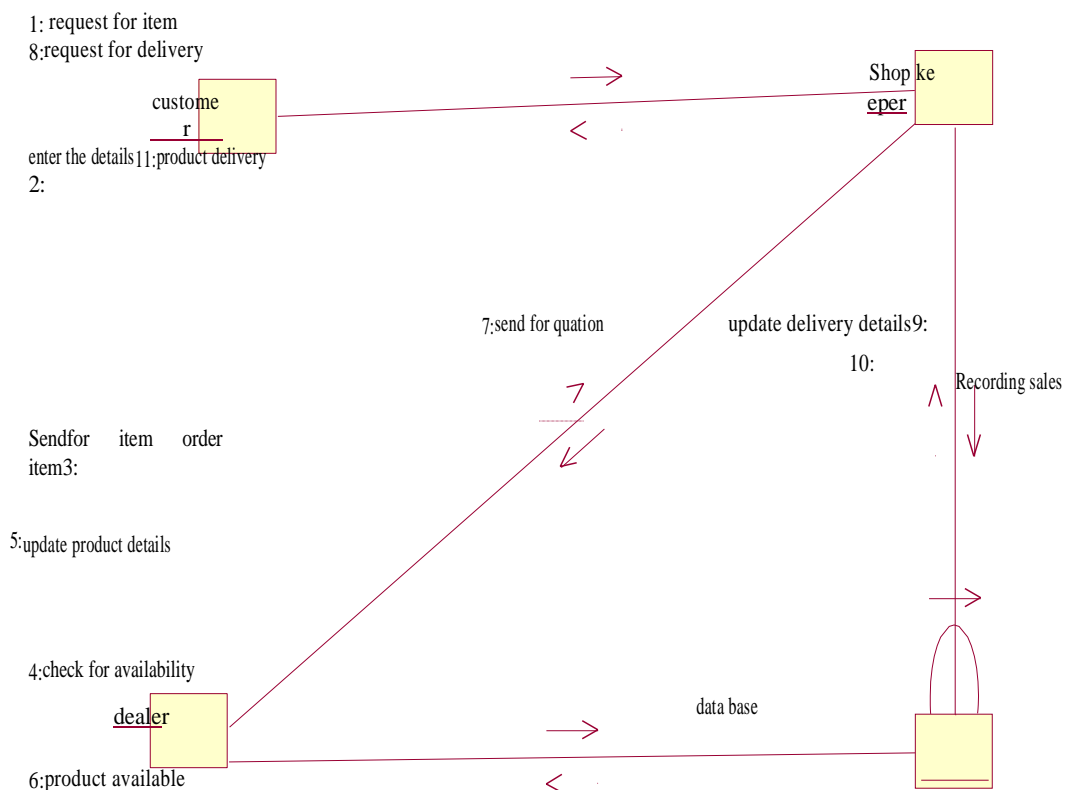 1: request for item
8:request for delivery
Shop ke
eper
custome
r
enter the details11:product delivery
2:
7:send for quation
update delivery details9:
10:
Recording sales
Sendfor item order
item3:
5:update product details
4:check for availability
dealer
data base
6:product available